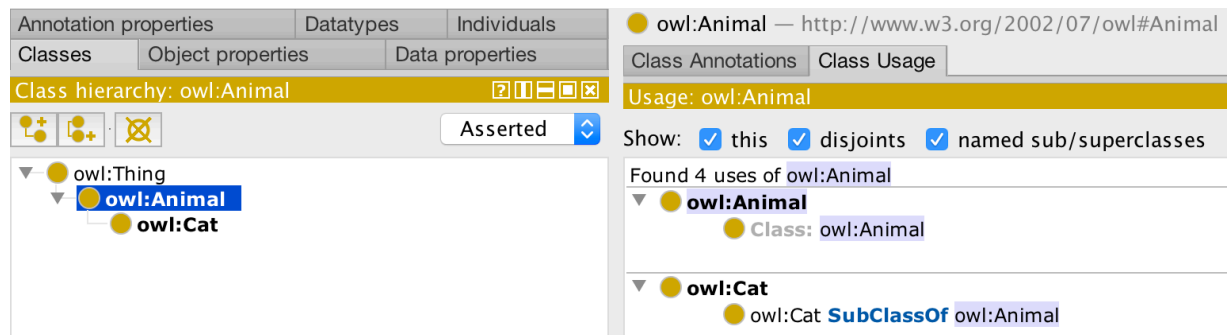 Annotation properties Datatypes Individuals
Classes Object properties Data properties
Class hierarchy: owl:Animal
Asserted
owl:Thing
owl:Animal
owl:Cat
owl:Animal — http://www.w3.org/2002/07/owl#Animal
Class Annotations Class Usage
Usage: owl:Animal
Show: this disjoints named sub/superclasses
Found 4 uses of owl:Animal
owl:Animal
Class: owl:Animal
owl:Cat
owl:Cat SubClassOf owl:Animal